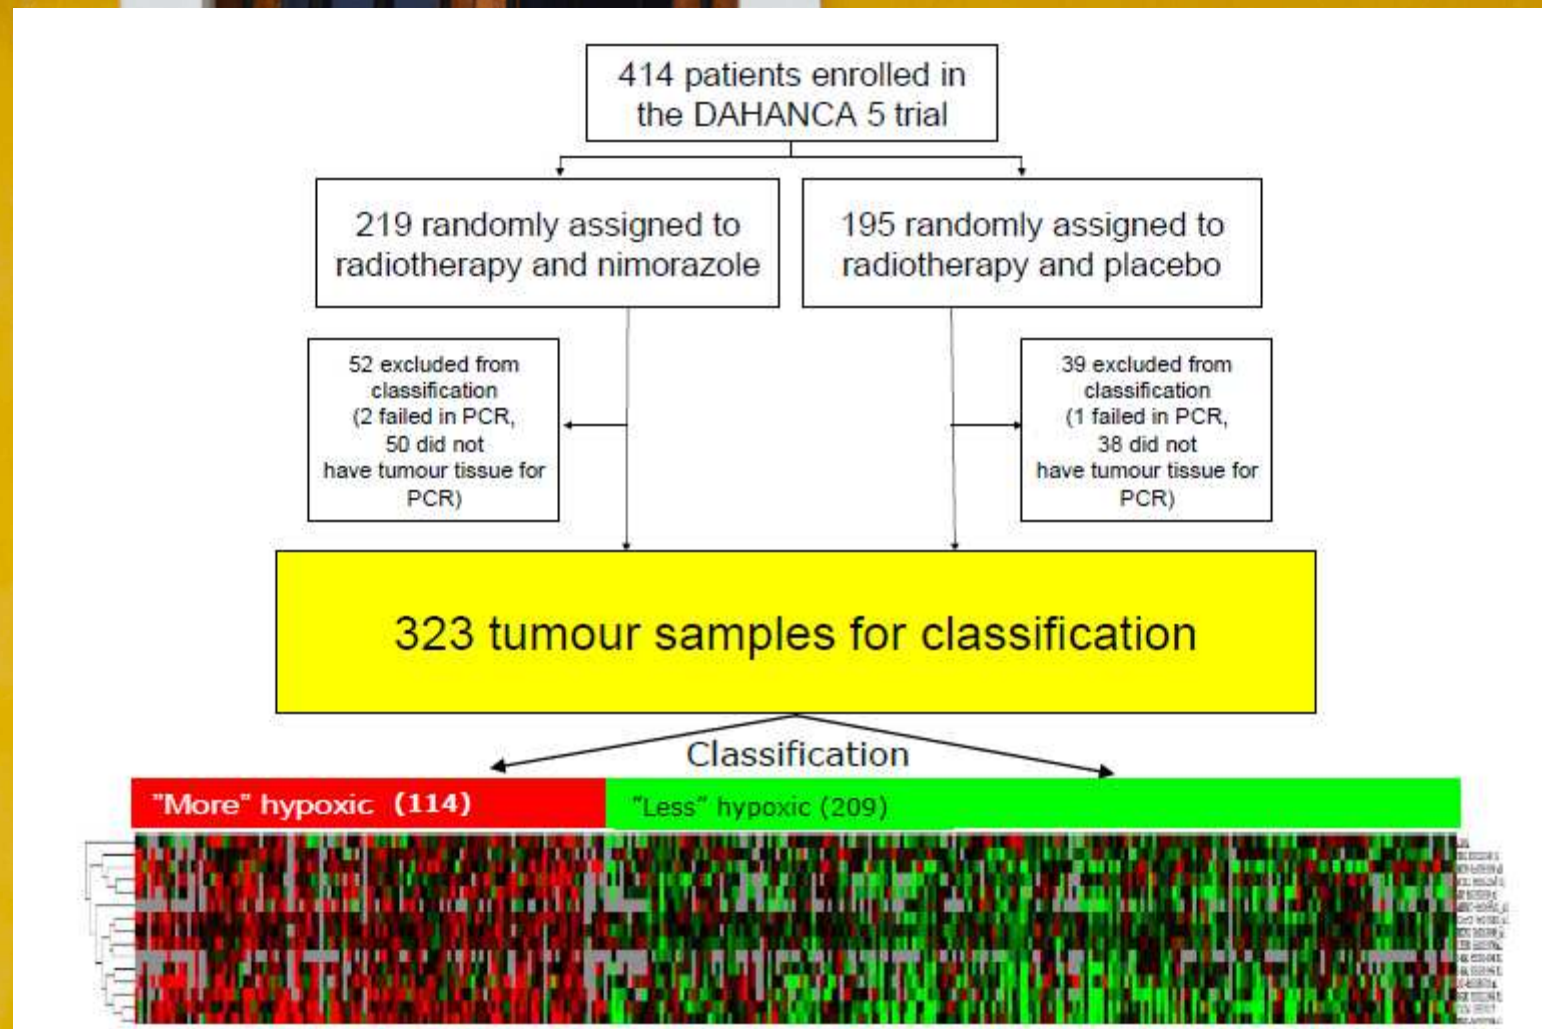 414 patients enrolled in
the DAHANCA 5 trial
219 randomly assigned to
radiotherapy and nimorazole
195 randomly assigned to
radiotherapy and placebo
52 excluded from
classification
(2 failed in PCR,
50 did not
have tumour tissue for
PCR)
39 excluded from
classification
(1 failed in PCR,
38 did not
have tumour tissue for
PCR)
323 tumour samples for classification
Classification
"More" hypoxic (114)
"Less" hypoxic (209)